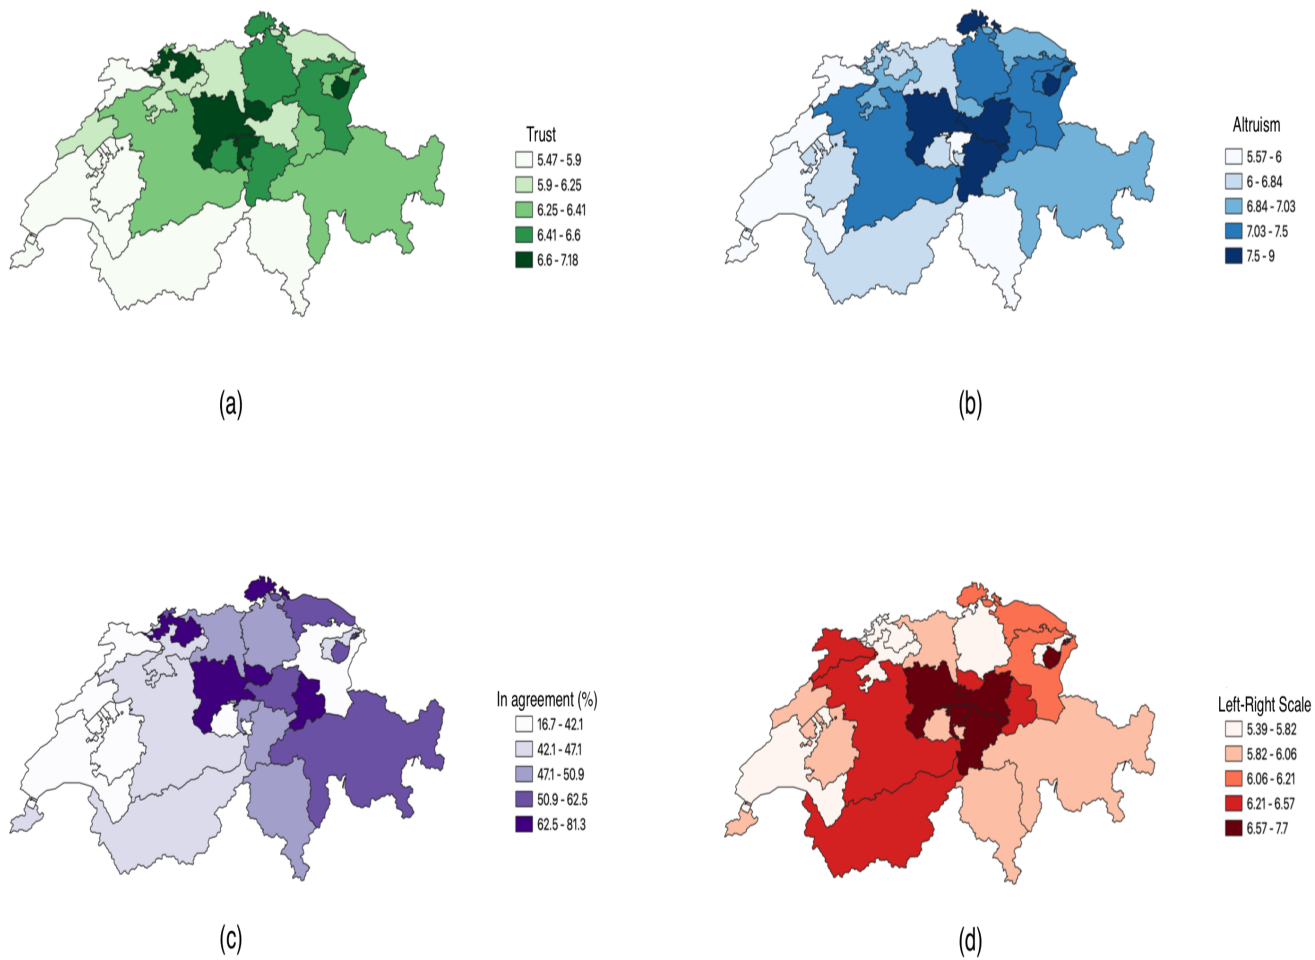 Trust
5.47 - 5.9
5.9 - 6.25
6.25 - 6.41
6.41 - 6.6
6.6 - 7.18
(a)
Altruism
5.57 - 6
6 - 6.84
6.84 - 7.03
7.03 - 7.5
7.5 - 9
(b)
In agreement (%)
16.7 - 42.1
42.1 - 47.1
47.1 - 50.9
50.9 - 62.5
62.5 - 81.3
(c)
Left-Right Scale
5.39 - 5.82
5.82 - 6.06
6.06 - 6.21
6.21 - 6.57
6.57 - 7.7
(d)